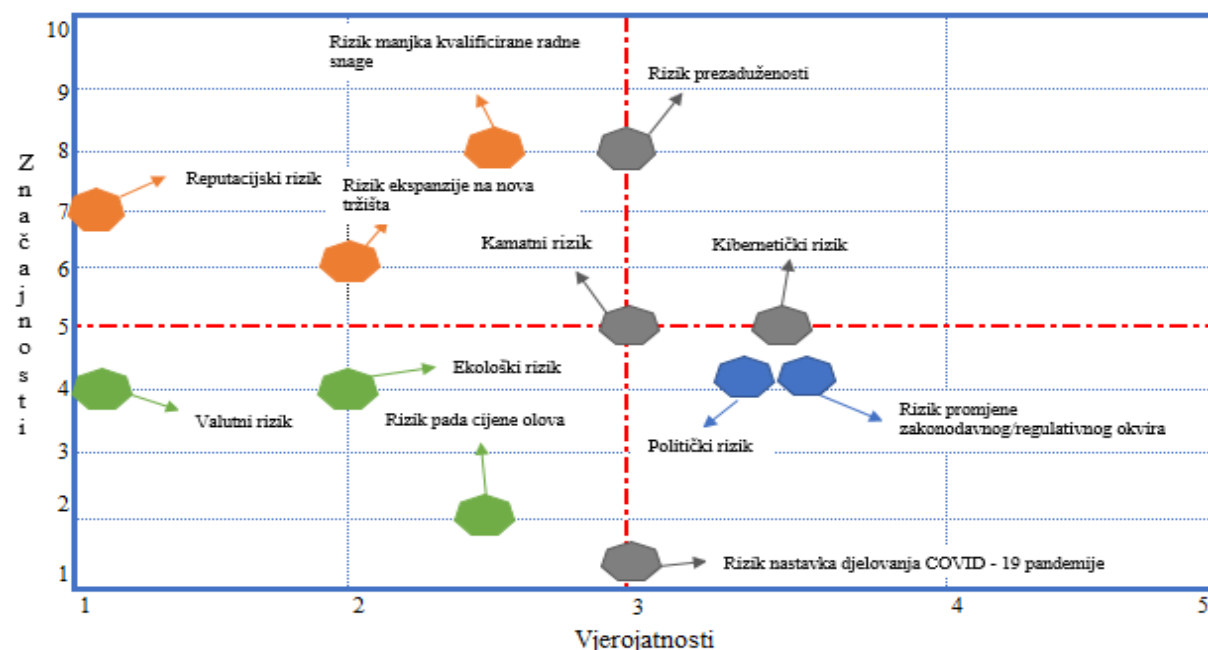 10
Rizik manjka kvalificirane radne
snage
Rizik prezaduženosti
9
8
Značajnosti
Reputacijski rizik
Rizik ekspanzije na nova
tržišta
7
Kamatni rizik
Kibernetički rizik
6
5
Ekološki rizik
4
Valutni rizik
Rizik pada cijene olova
Rizik promjene
zakonodavnog/regulativnog okvira
Politički rizik
3
2
Rizik nastavka djelovanja COVID - 19 pandemije
1
1
2
3
4
5
Vjerojatnosti